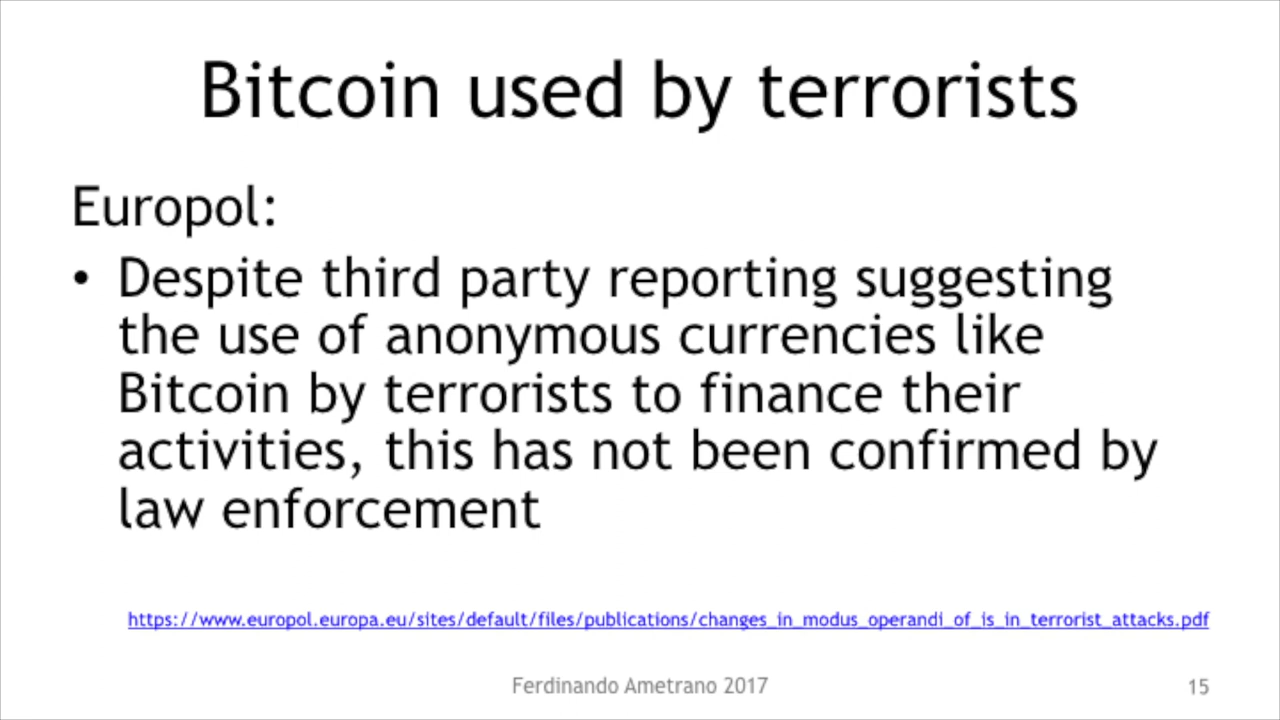 Bitcoin used by terrorists
Europol:
• Despite third party reporting suggesting
the use of anonymous currencies like
Bitcoin by terrorists to finance their
activities, this has not been confirmed by
law enforcement
https://www.europol.europa.eu/sites/default/files/publications/changes_in_modus_operandi_of_is_in_terrorist_attacks.pdf
Ferdinando Ametrano 2017
15